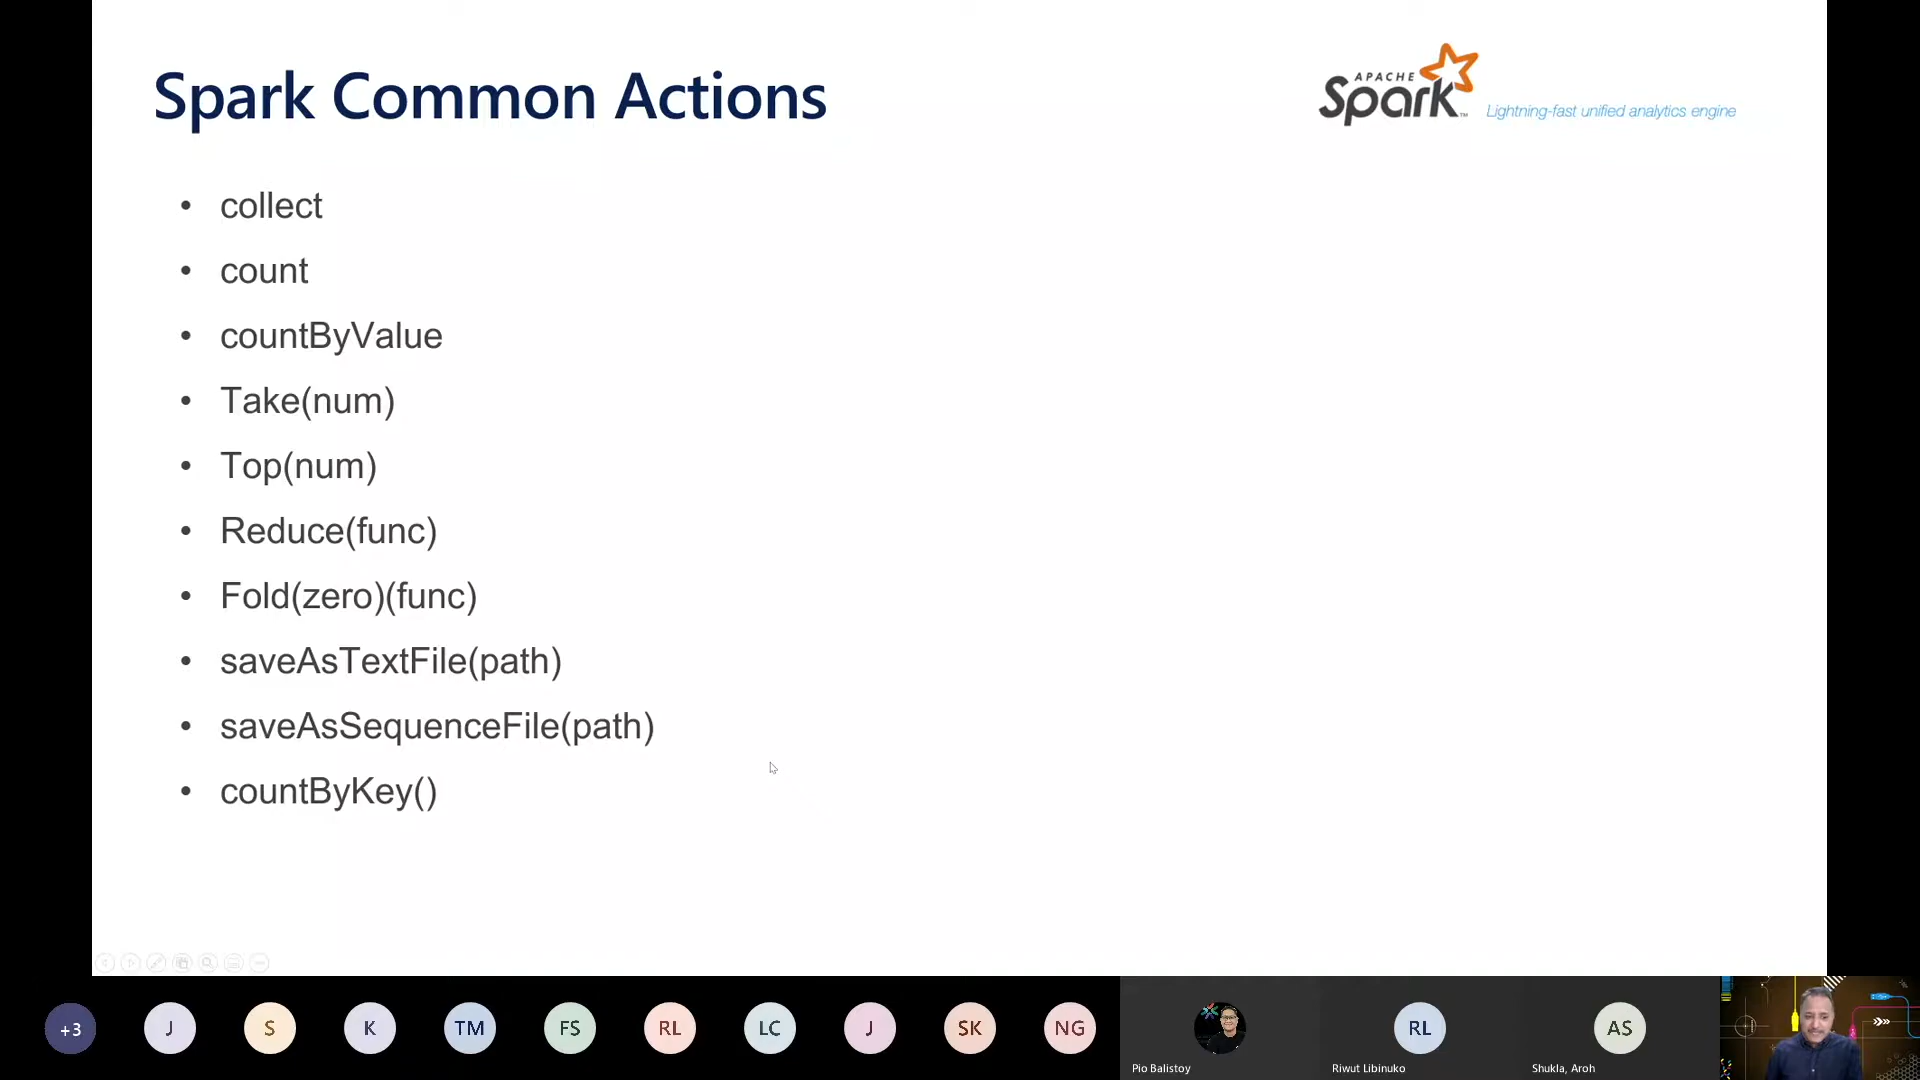 Spark Common Actions
APACHE
Spark™ Lightning-fast unified analytics engine
• collect
• count
• countByValue
• Take(num)
• Top(num)
• Reduce(func)
• Fold(zero)(func)
• saveAsTextFile(path)
• saveAsSequenceFile(path)
• countByKey()
+3 J S K TM FS RL LC J SK NG RL AS
Pio Balistoy Riwut Libinuko Shukla, Aroh